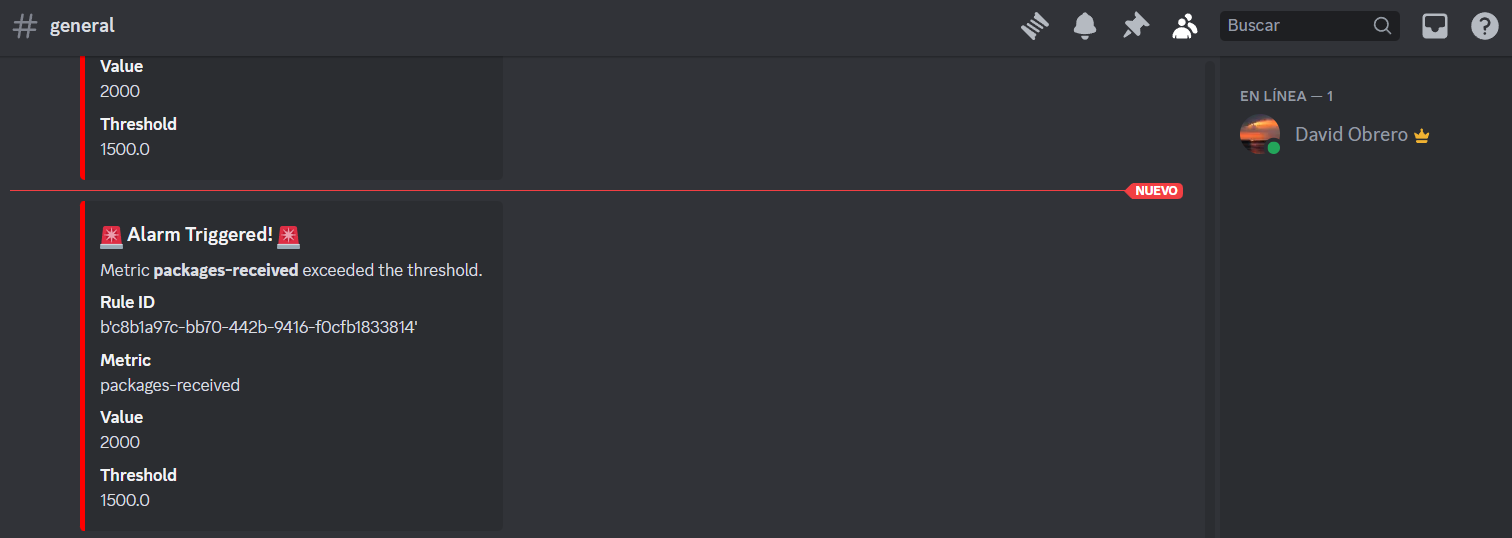 general
Buscar
Value
2000
Threshold
1500.0
NUEVO
🚨 Alarm Triggered! 🚨
Metric packages-received exceeded the threshold.
Rule ID
b'c8b1a97c-bb70-442b-9416-f0cfb1833814'
Metric
packages-received
Value
2000
Threshold
1500.0
EN LÍNEA — 1
David Obrero